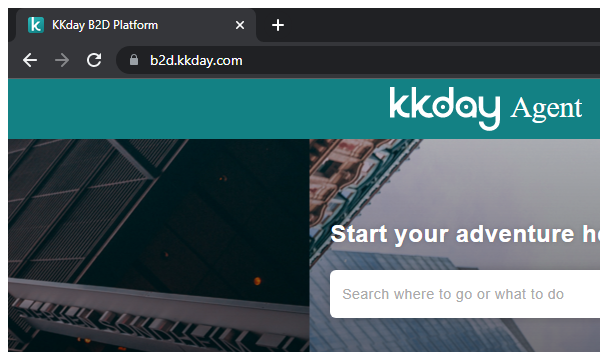 KKday B2D Platform
b2d.kkday.com
kkday Agent
Start your adventure
Search where to go or what to do